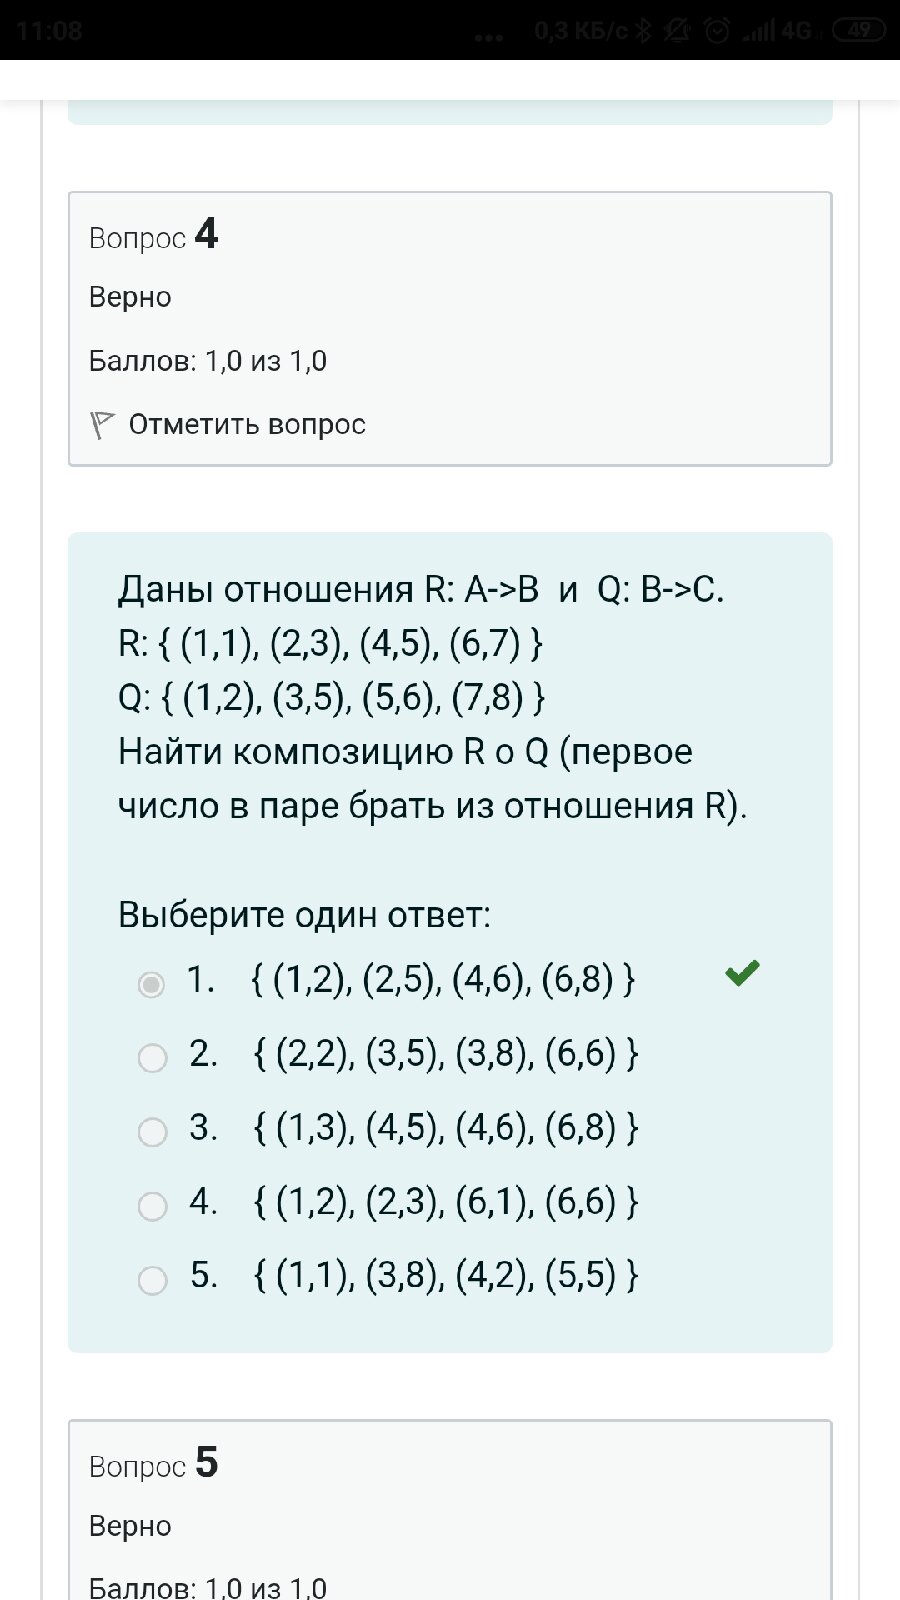 11:08
... 0,3 КБ/с 4G 49
Вопрос 4
Верно
Баллов: 1,0 из 1,0
Отметить вопрос
Даны отношения R: A->B и Q: B->C.
R: { (1,1), (2,3), (4,5), (6,7) }
Q: { (1,2), (3,5), (5,6), (7,8) }
Найти композицию R o Q (первое
число в паре брать из отношения R).
Выберите один ответ:
1. { (1,2), (2,5), (4,6), (6,8) }
2. { (2,2), (3,5), (3,8), (6,6) }
3. { (1,3), (4,5), (4,6), (6,8) }
4. { (1,2), (2,3), (6,1), (6,6) }
5. { (1,1), (3,8), (4,2), (5,5) }
Вопрос 5
Верно
Баллов: 1,0 из 1,0